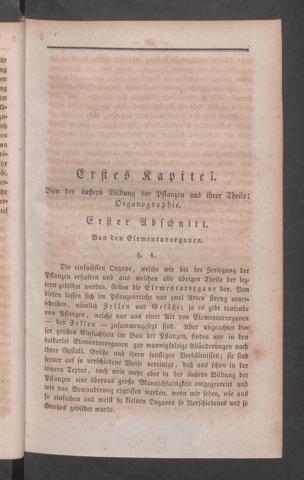 Erstes Kapitel.
Von der äußern Bildung der Pflanzen und ihrer Theile:
Organographie.
Erster Abschnitt.
Von den Elementarorganen.
§. 1.
Die einfachsten Organe, welche wir bei der Zerlegung der
Pflanzen erhalten und aus welchen alle übrigen Theile der letz-
tern gebildet werden, stellen die Elementarorgane dar. Von
diesen lassen sich im Pflanzenreiche nur zwei Arten streng unter-
scheiden, nämlich Zellen und Gefäße; ja es gibt tausende
von Pflanzen, welche nur aus einer Art von Elementarorganen
— den Zellen — zusammengesetzt sind. Aber ungeachtet die-
ser großen Einfachheit im Bau der Pflanzen, finden wir in den
beiderlei Elementarorganen gar mannigfaltige Abänderungen nach
ihrer Gestalt, Größe und ihren sonstigen Verhältnissen; sie sind
ferner auf so verschiedene Weise vereinigt, daß uns schon in der
innern Textur, noch weit mehr aber in der äußern Bildung der
Pflanzen eine überaus große Mannichfaltigkeit entgegentritt und
wir von Bewunderung ergriffen werden, wenn wir sehen, wie aus
so einfachen und meist so kleinen Organen so Verschiedenes und so
Großes gebildet wurde.